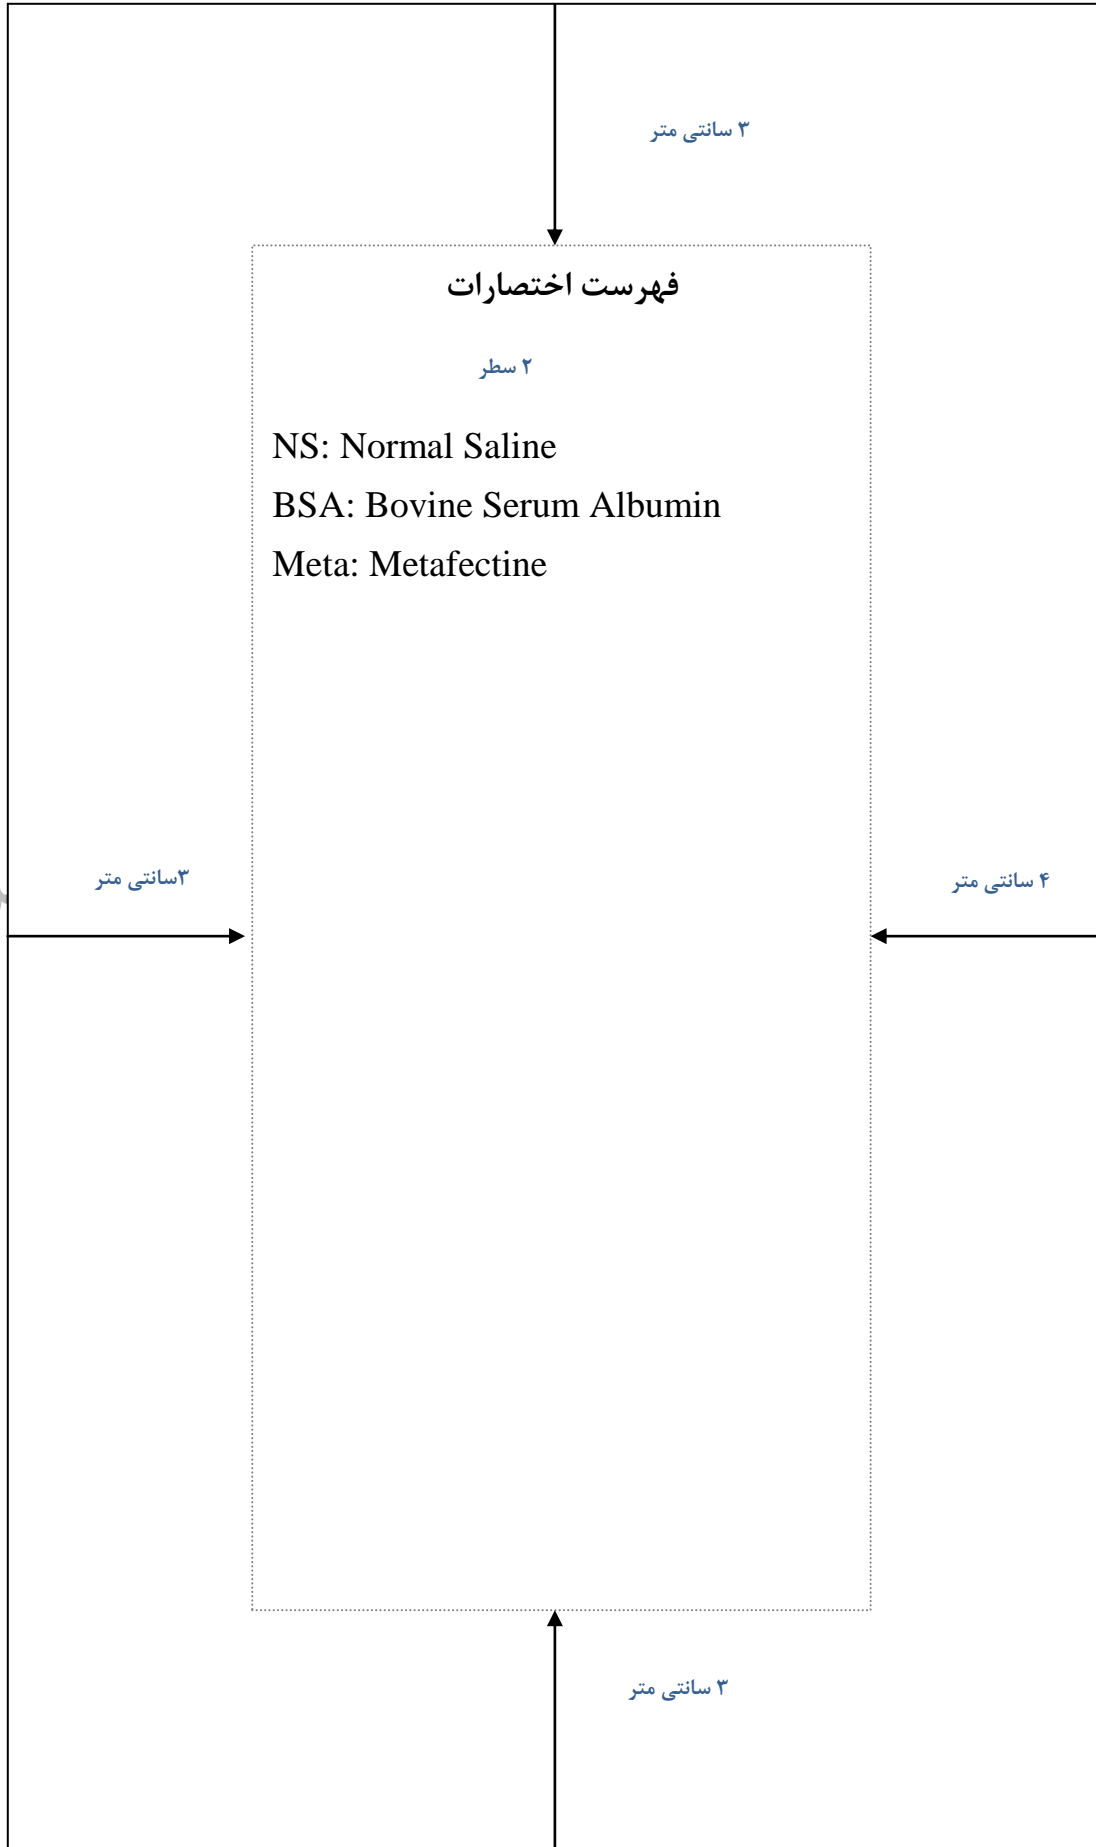 ۳ سانتی متر
فهرست اختصارات
۲ سطر
NS: Normal Saline
BSA: Bovine Serum Albumin
Meta: Metafectine
۴ سانتی متر
۳سانتی متر
۳ سانتی متر